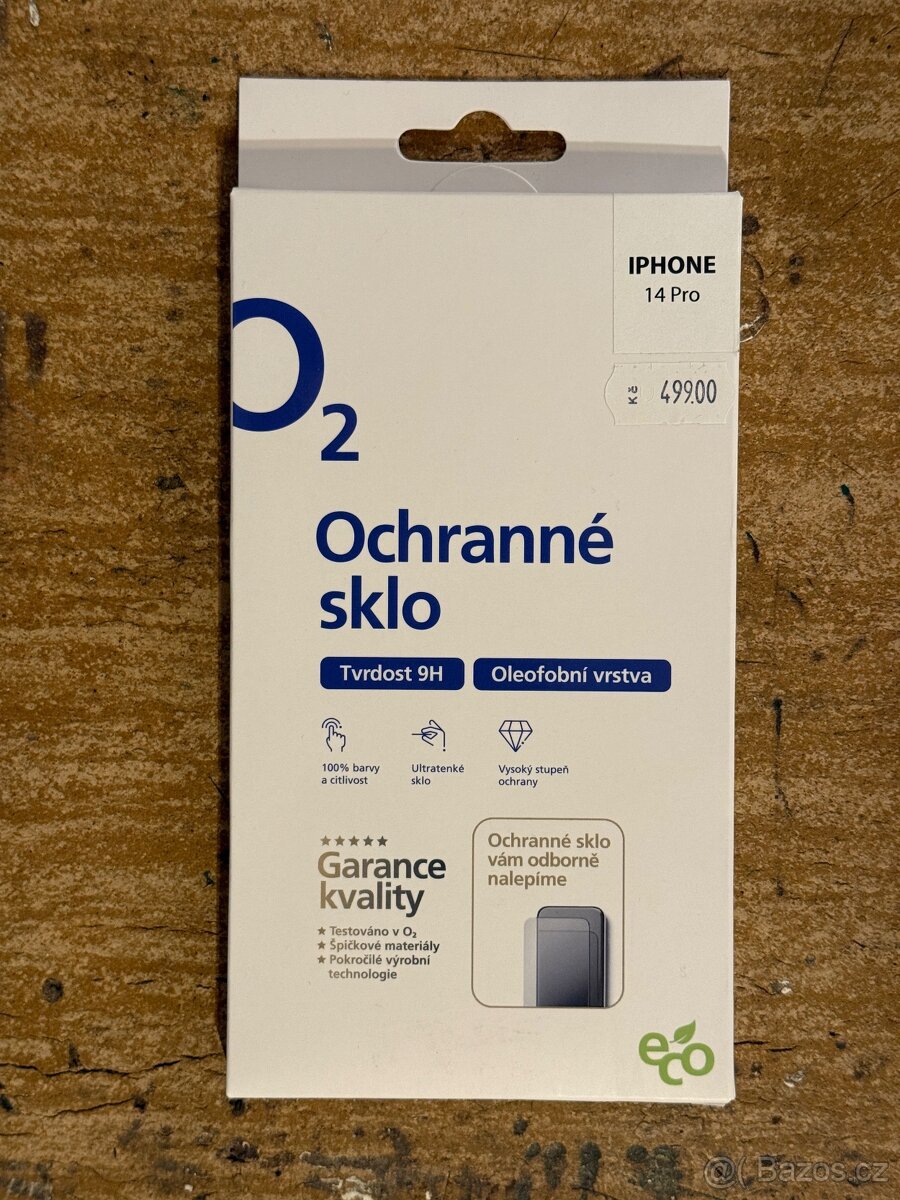 IPHONE
14 Pro
Kč 499.00
O2
Ochranné
sklo
Tvrdost 9H
Oleofobní vrstva
100% barvy
a citlivost
Ultratenké
sklo
Vysoký stupeň
ochrany
Garance
kvality
★ Testováno v O₂
★ Špičkové materiály
★ Pokročilé výrobní
technologie
Ochranné sklo
vám odborně
nalepíme
eco
@( Bazos.cz